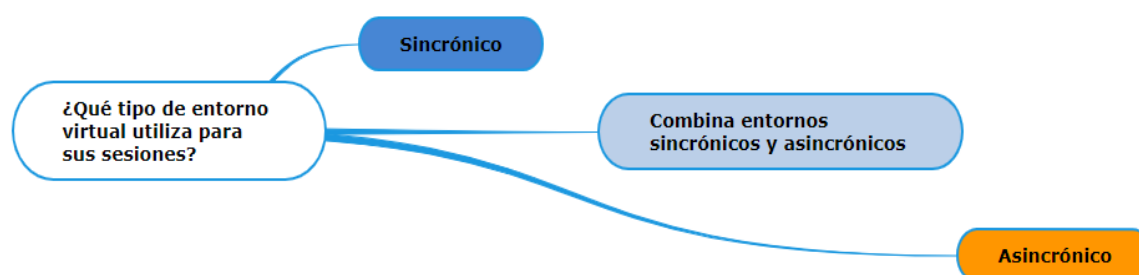 Sincrónico
¿Qué tipo de entorno
virtual utiliza para
sus sesiones?
Combina entornos
sincrónicos y asincrónicos
Asincrónico